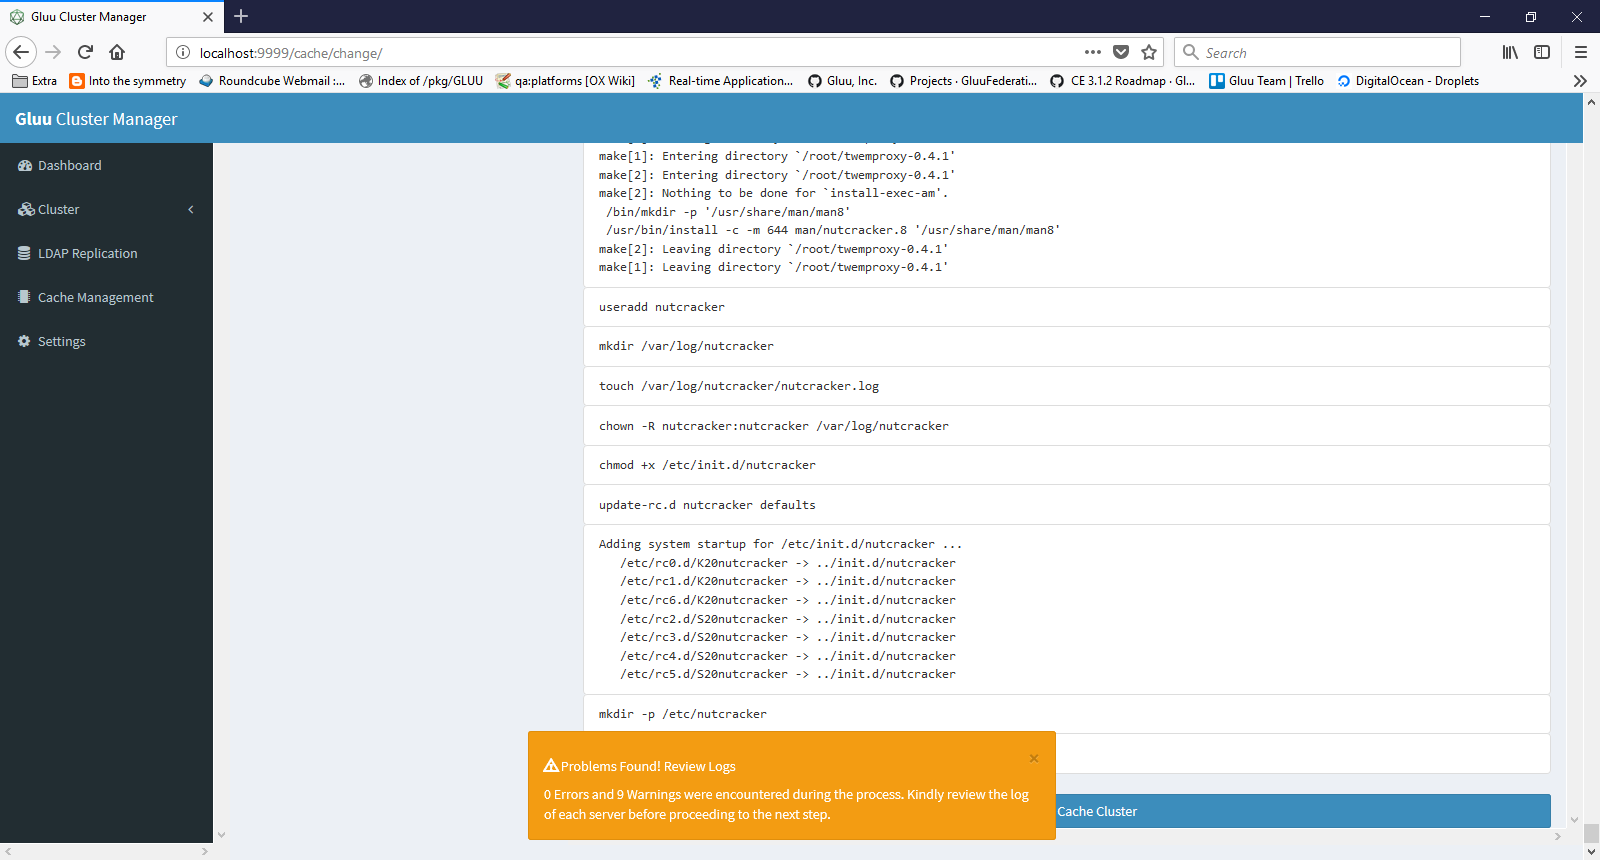 Gluu Cluster Manager
localhost:9999/cache/change/
Search
Extra
Into the symmetry
Roundcube Webmail :...
Index of /pkg/GLUU
qa:platforms [OX Wiki]
Real-time Application...
Gluu, Inc.
Projects · GluuFederati...
CE 3.1.2 Roadmap · Gl...
Gluu Team | Trello
DigitalOcean - Droplets
Gluu Cluster Manager
Dashboard
Cluster
LDAP Replication
Cache Management
Settings
make[1]: Entering directory `/root/twemproxy-0.4.1'
make[2]: Entering directory `/root/twemproxy-0.4.1'
make[2]: Nothing to be done for `install-exec-am'.
/bin/mkdir -p '/usr/share/man/man8'
/usr/bin/install -c -m 644 man/nutcracker.8 '/usr/share/man/man8'
make[2]: Leaving directory `/root/twemproxy-0.4.1'
make[1]: Leaving directory `/root/twemproxy-0.4.1'
useradd nutcracker
mkdir /var/log/nutcracker
touch /var/log/nutcracker/nutcracker.log
chown -R nutcracker:nutcracker /var/log/nutcracker
chmod +x /etc/init.d/nutcracker
update-rc.d nutcracker defaults
Adding system startup for /etc/init.d/nutcracker ...
/etc/rc0.d/K20nutcracker -> ../init.d/nutcracker
/etc/rc1.d/K20nutcracker -> ../init.d/nutcracker
/etc/rc6.d/K20nutcracker -> ../init.d/nutcracker
/etc/rc2.d/S20nutcracker -> ../init.d/nutcracker
/etc/rc3.d/S20nutcracker -> ../init.d/nutcracker
/etc/rc4.d/S20nutcracker -> ../init.d/nutcracker
/etc/rc5.d/S20nutcracker -> ../init.d/nutcracker
mkdir -p /etc/nutcracker
Problems Found! Review Logs
0 Errors and 9 Warnings were encountered during the process. Kindly review the log
of each server before proceeding to the next step.
Cache Cluster